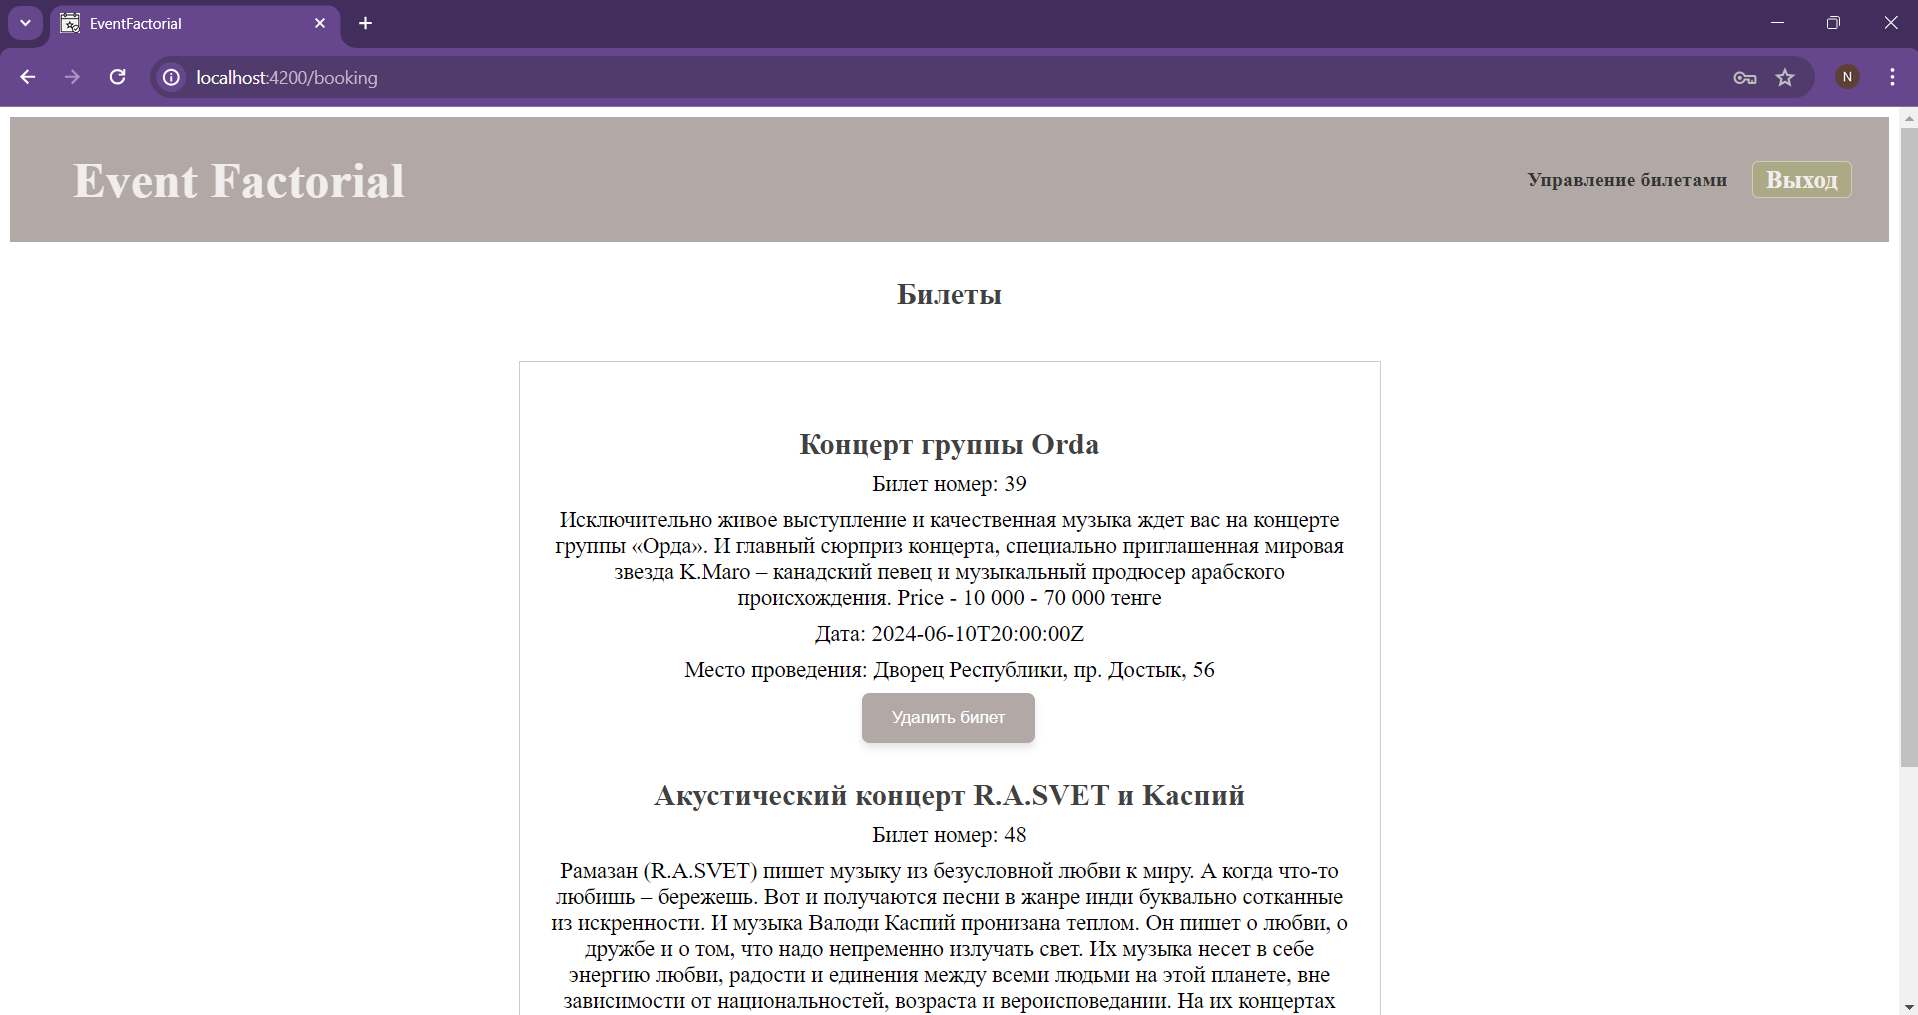 EventFactorial
localhost:4200/booking
N
Event Factorial
Управление билетами
Выход
Билеты
Концерт группы Orda
Билет номер: 39
Исключительно живое выступление и качественная музыка ждет вас на концерте
группы «Орда». И главный сюрприз концерта, специально приглашенная мировая
звезда K.Maro – канадский певец и музыкальный продюсер арабского
происхождения. Price - 10 000 - 70 000 тенге
Дата: 2024-06-10T20:00:00Z
Место проведения: Дворец Республики, пр. Достык, 56
Удалить билет
Акустический концерт R.A.SVET и Каспий
Билет номер: 48
Рамазан (R.A.SVET) пишет музыку из безусловной любви к миру. А когда что-то
любишь – бережешь. Вот и получаются песни в жанре инди буквально сотканные
из искренности. И музыка Валоди Каспий пронизана теплом. Он пишет о любви, о
дружбе и о том, что надо непременно излучать свет. Их музыка несет в себе
энергию любви, радости и единения между всеми людьми на этой планете, вне
зависимости от национальностей, возраста и вероисповедании. На их концертах